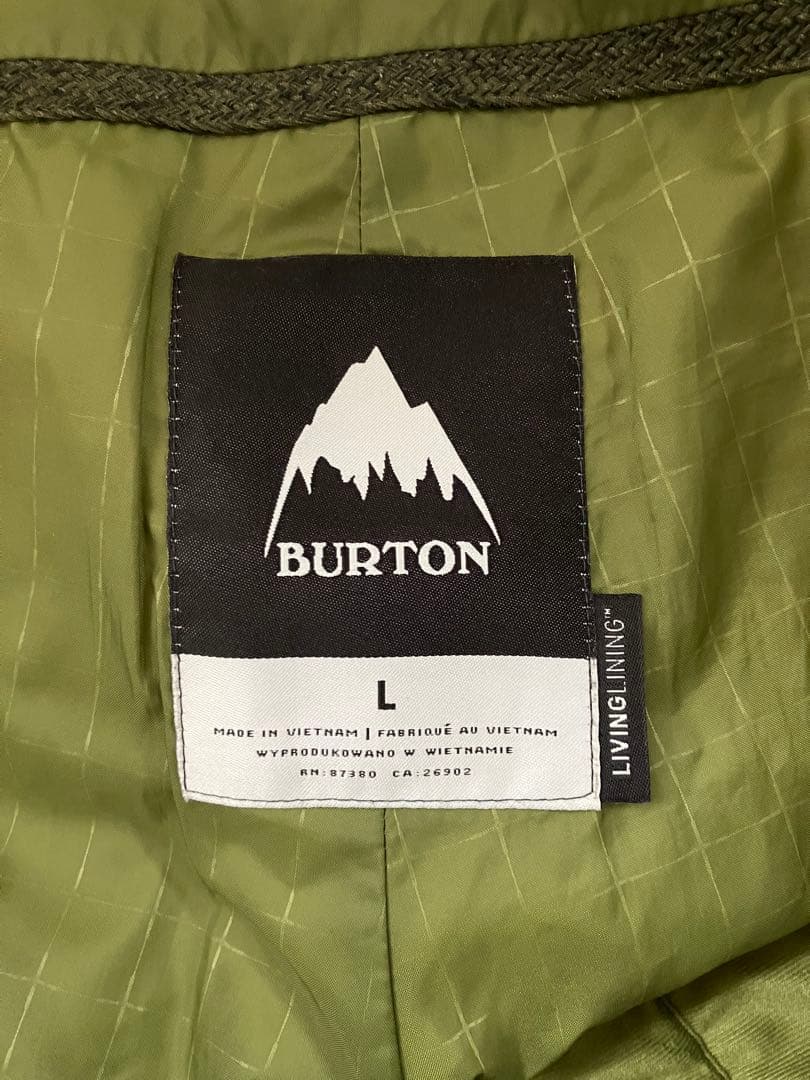 BURTON
L
MADE IN VIETNAM | FABRIQUÉ AU VIETNAM
WYPRODUKOWANO W WIETNAMIE
RN:87380 CA:26902
LIVINGLINING™